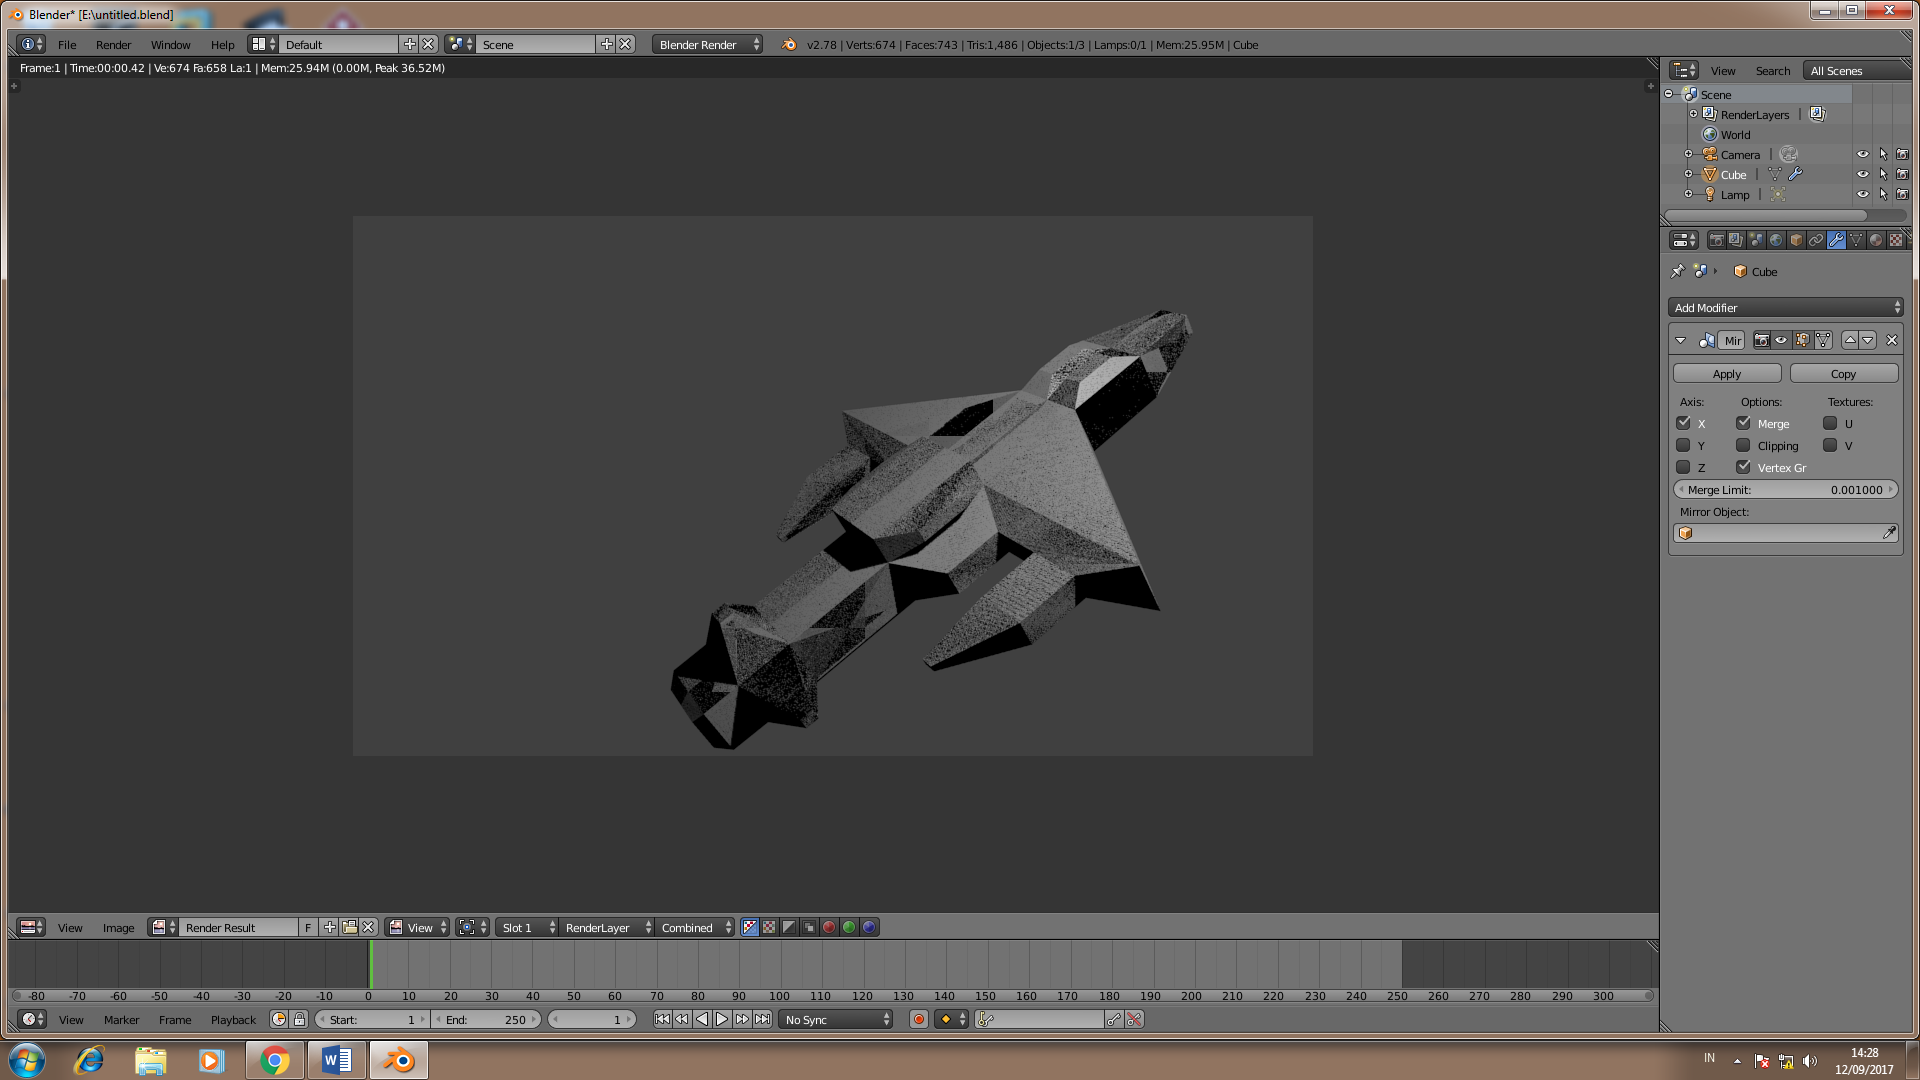 Blender* [E:\untitled.blend]
File Render Window Help Default Scene Blender Render v2.78 | Verts:674 | Faces:743 | Tris:1,486 | Objects:1/3 | Lamps:0/1 | Mem:25.95M | Cube
Frame:1 | Time:00:00.42 | Ve:674 Fa:658 La:1 | Mem:25.94M (0.00M, Peak 36.52M)
View Search All Scenes
Scene
RenderLayers
World
Camera
Cube
Lamp
Cube
Add Modifier
Mir
Apply Copy
Axis: Options: Textures:
X Merge U
Y Clipping V
Z Vertex Gr
Merge Limit: 0.001000
Mirror Object:
View Image Render Result F View Slot 1 RenderLayer Combined
-80 -70 -60 -50 -40 -30 -20 -10 0 10 20 30 40 50 60 70 80 90 100 110 120 130 140 150 160 170 180 190 200 210 220 230 240 250 260 270 280 290 300
View Marker Frame Playback Start: 1 End: 250 1 No Sync
IN
14:28
12/09/2017